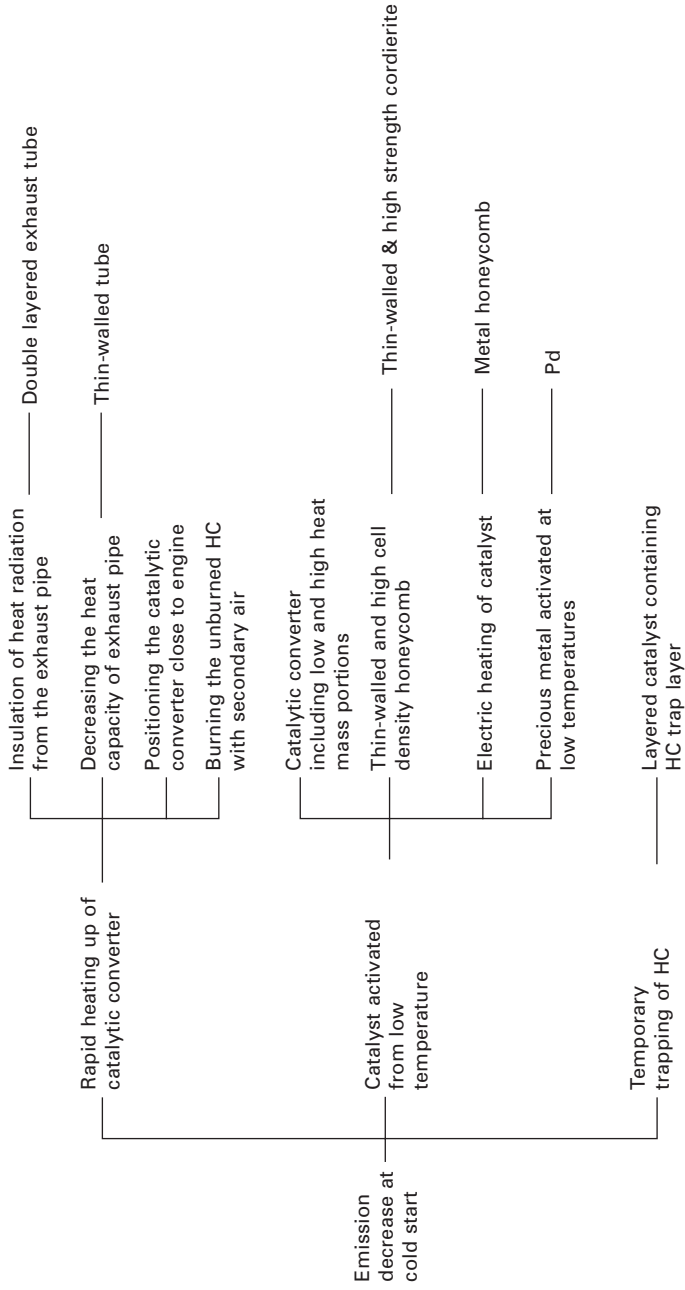 Emission
decrease at
cold start
Rapid heating up of
catalytic converter
Insulation of heat radiation
from the exhaust pipe
Double layered exhaust tube
Decreasing the heat
capacity of exhaust pipe
Thin-walled tube
Positioning the catalytic
converter close to engine
Burning the unburned HC
with secondary air
Catalyst activated
from low
temperature
Catalytic converter
including low and high heat
mass portions
Thin-walled and high cell
density honeycomb
Thin-walled & high strength cordierite
Electric heating of catalyst
Metal honeycomb
Precious metal activated at
low temperatures
Pd
Temporary
trapping of HC
Layered catalyst containing
HC trap layer